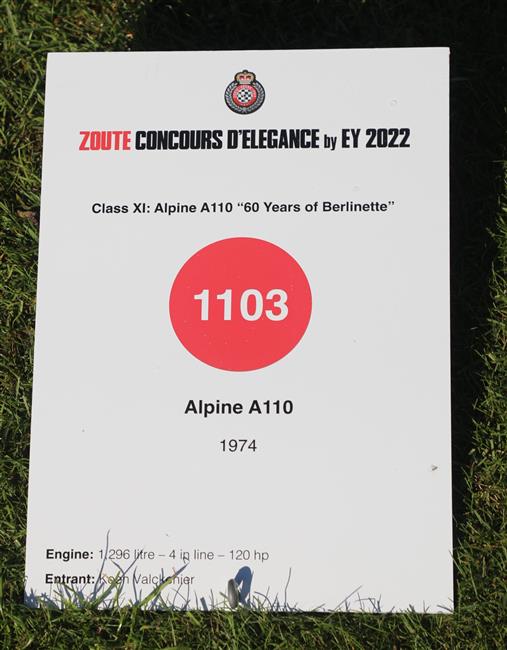 ZOUTE CONCOURS D'ELEGANCE by EY 2022
Class XI: Alpine A110 "60 Years of Berlinette"
1103
Alpine A110
1974
Engine: 1,296 litre – 4 in line – 120 hp
Entrant: Koen